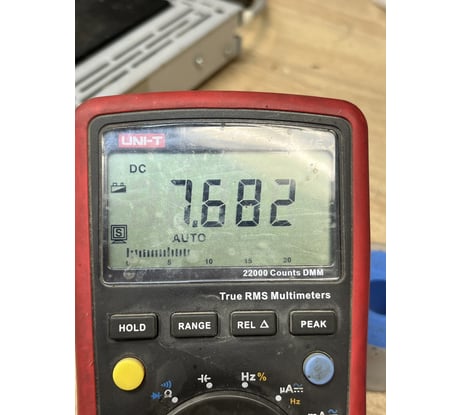 UNI-T
DC
7.682
S
AUTO
5 10 15 20
22000 Counts DMM
True RMS Multimeters
HOLD RANGE REL Δ PEAK
Hz%
Ω
μA
Hz
mA